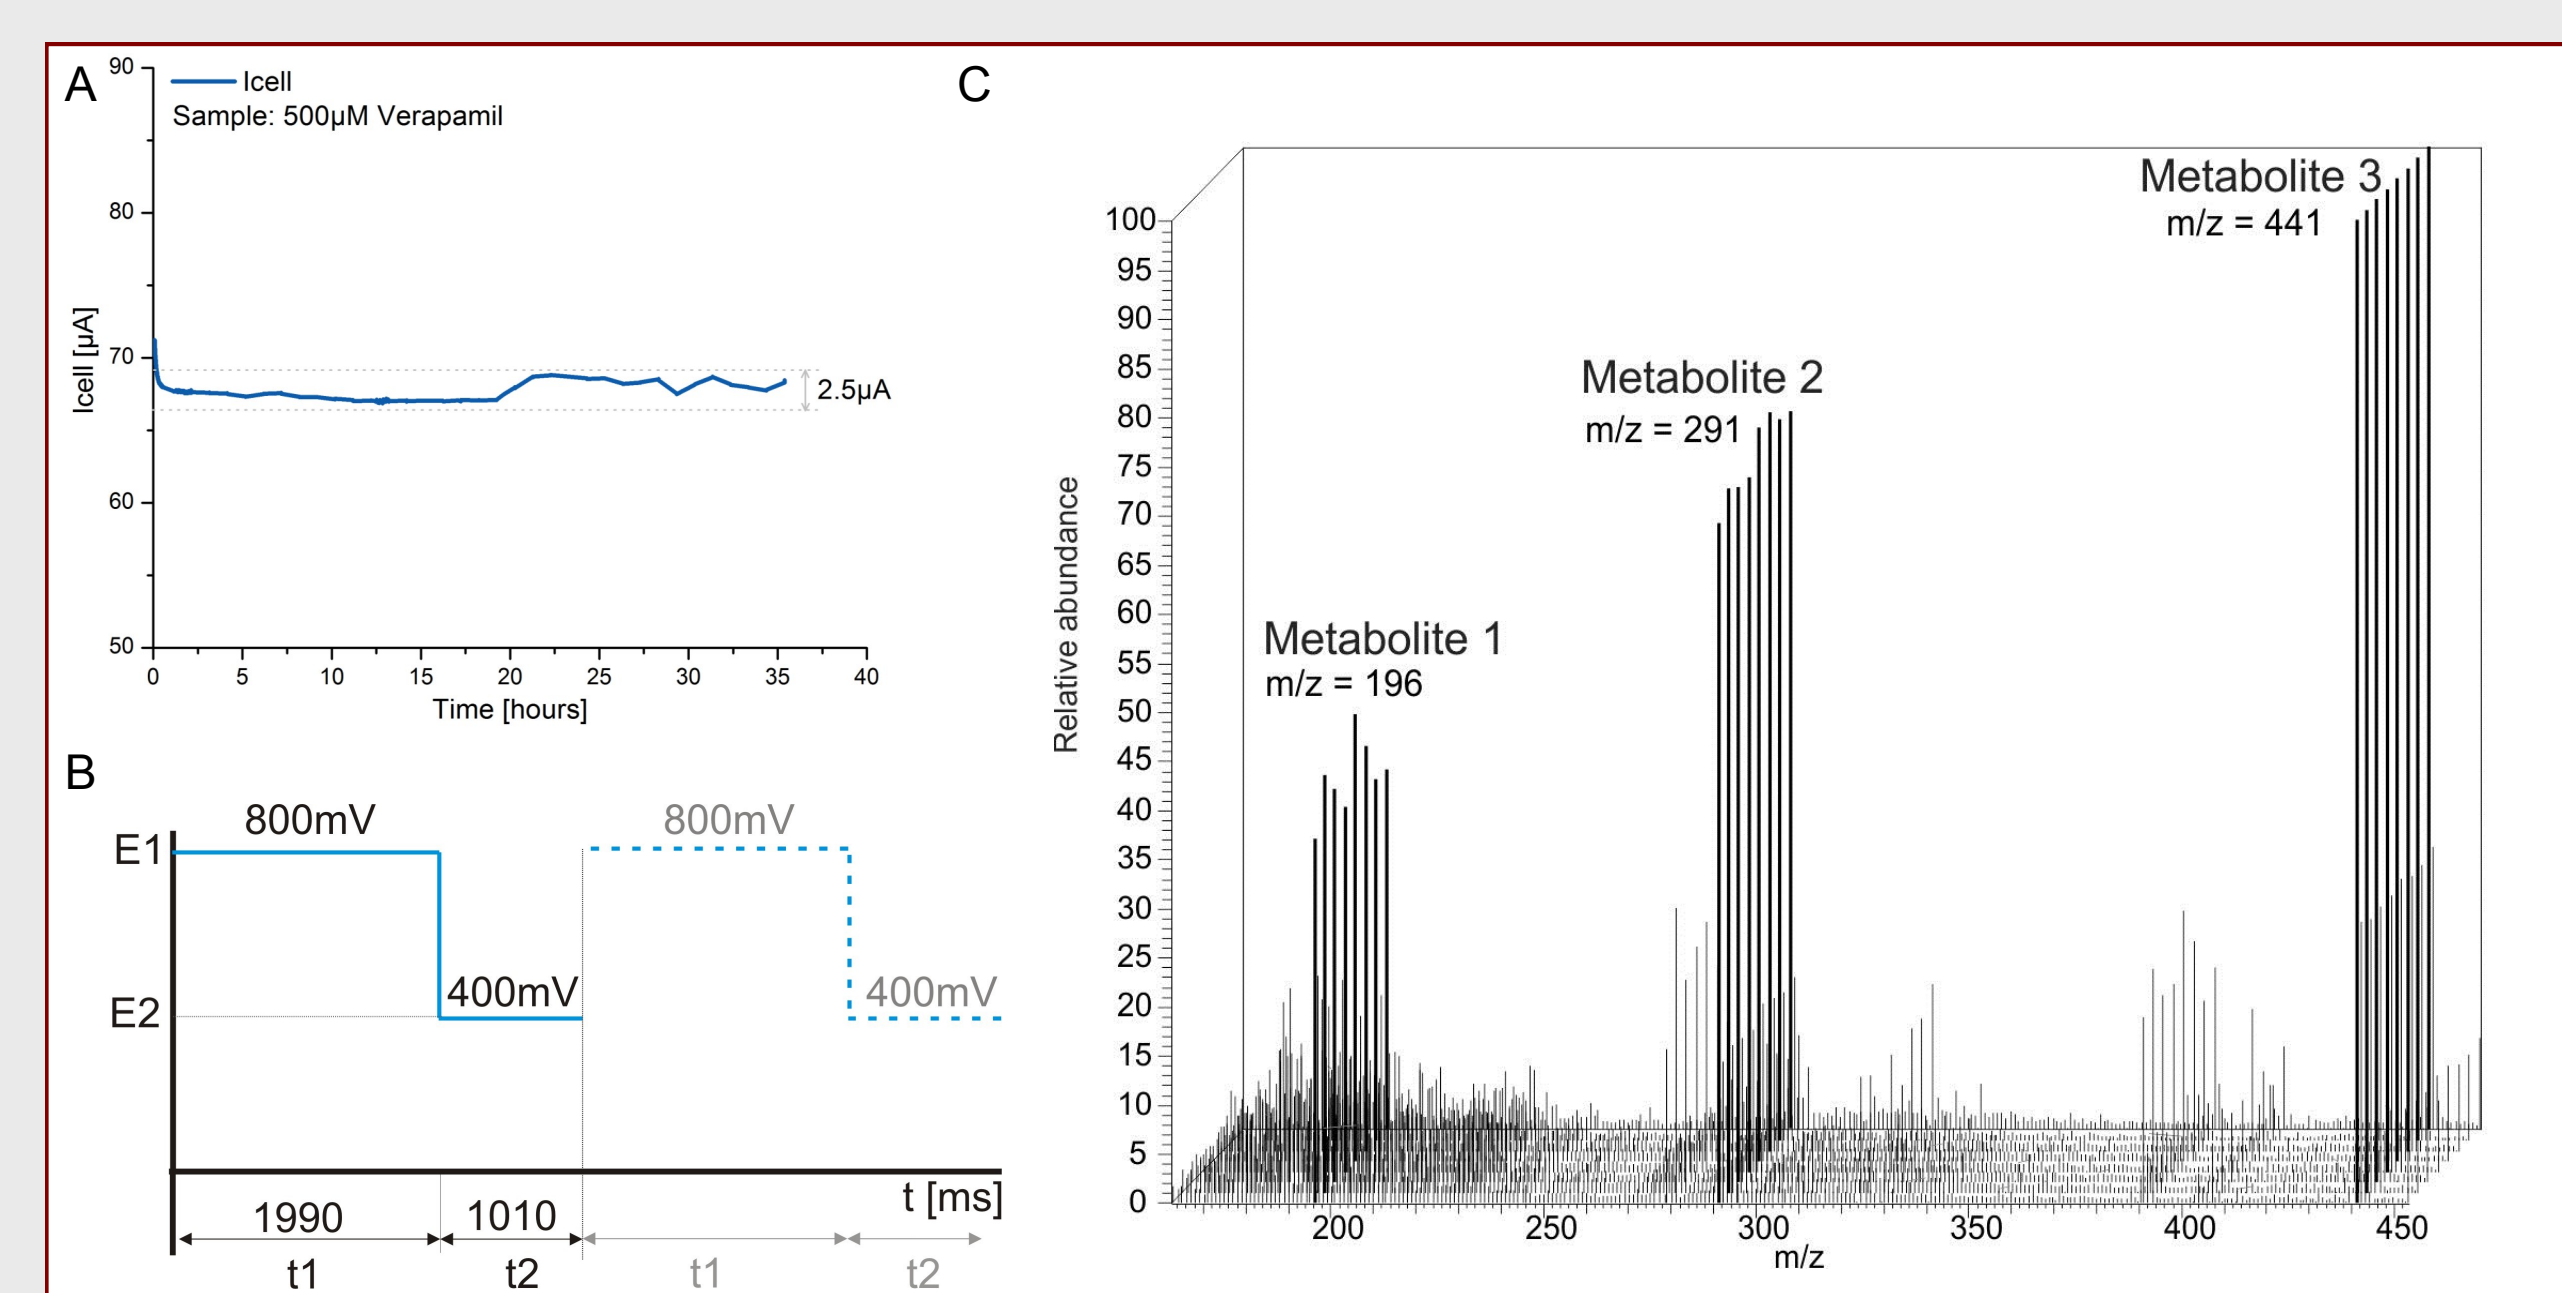 A
90
80
70
60
50
Icell [µA]
Icell
Sample: 500µM Verapamil
2.5µA
0 5 10 15 20 25 30 35 40
Time [hours]
B
800mV 800mV
E1
400mV 400mV
E2
t [ms]
1990 1010
t1 t2 t1 t2
C
Metabolite 3
m/z = 441
Metabolite 2
m/z = 291
Metabolite 1
m/z = 196
Relative abundance
100
95
90
85
80
75
70
65
60
55
50
45
40
35
30
25
20
15
10
5
0
200 250 300 350 400 450
m/z